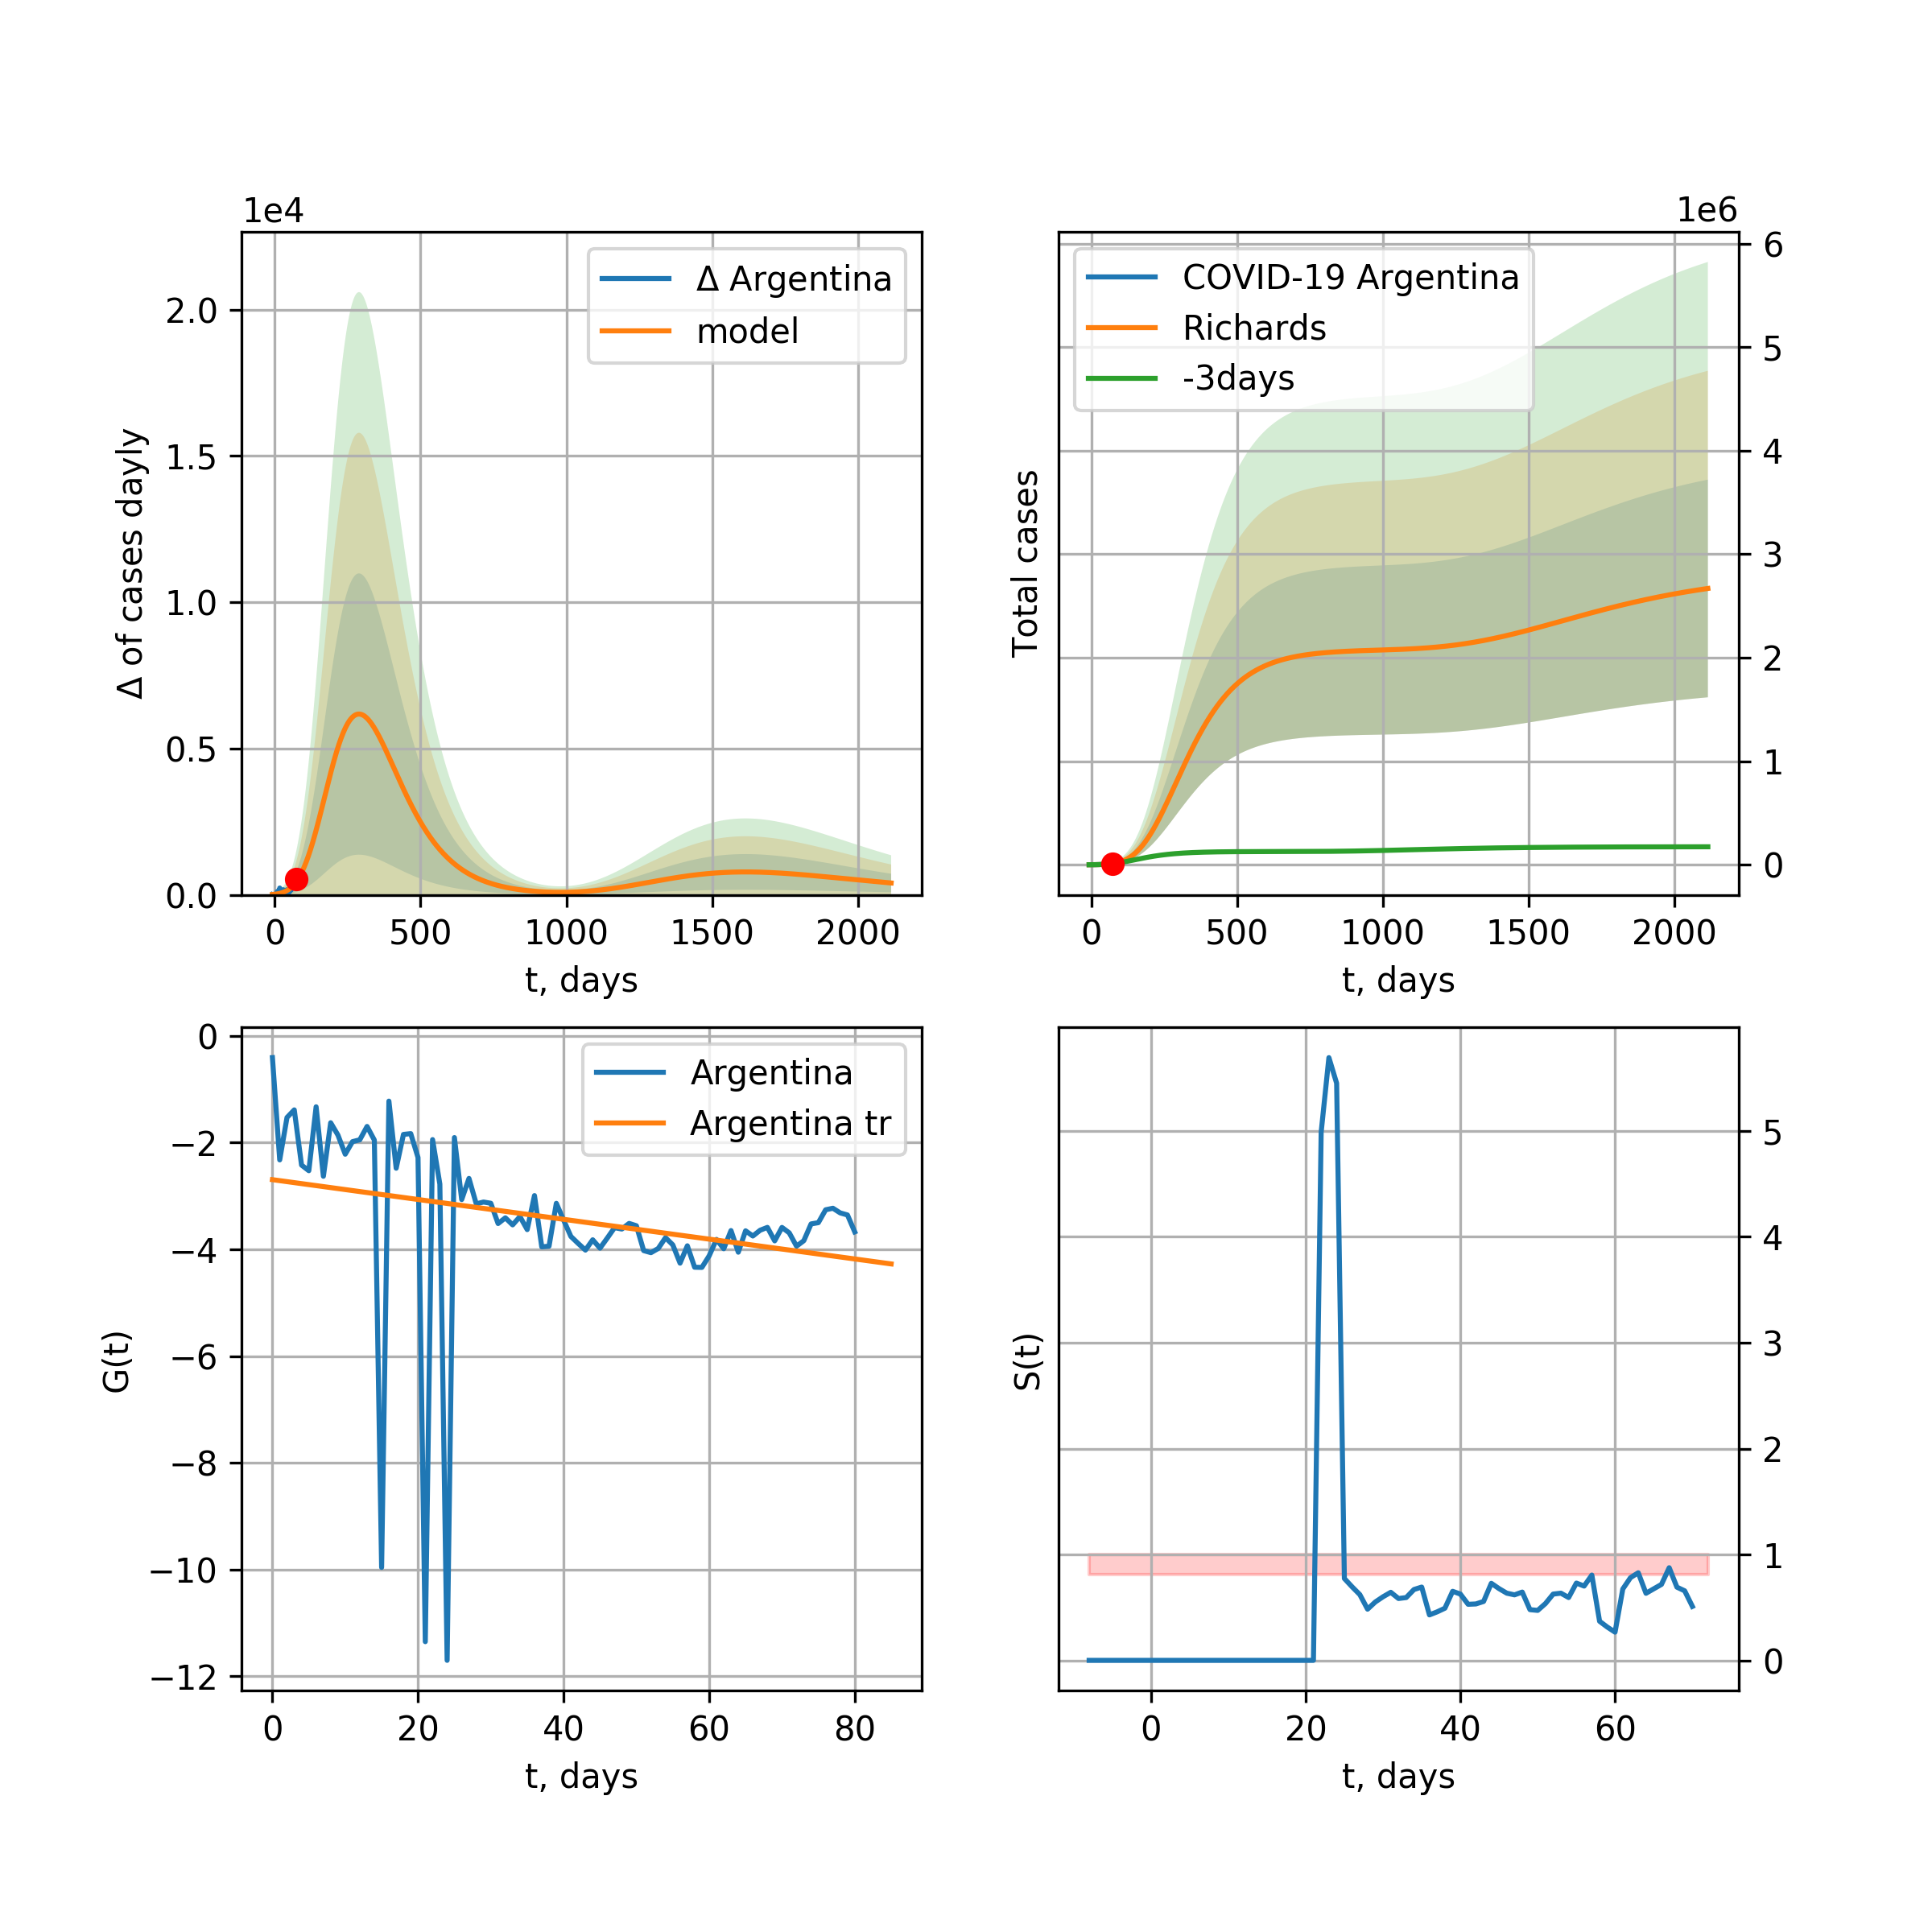 1e4
Δ of cases dayly
2.0
1.5
1.0
0.5
0.0
0 500 1000 1500 2000
t, days
Δ Argentina
model
1e6
Total cases
COVID-19 Argentina
Richards
-3days
6
5
4
3
2
1
0
0 500 1000 1500 2000
t, days
G(t)
0
−2
−4
−6
−8
−10
−12
0 20 40 60 80
t, days
Argentina
Argentina tr
S(t)
5
4
3
2
1
0
0 20 40 60
t, days